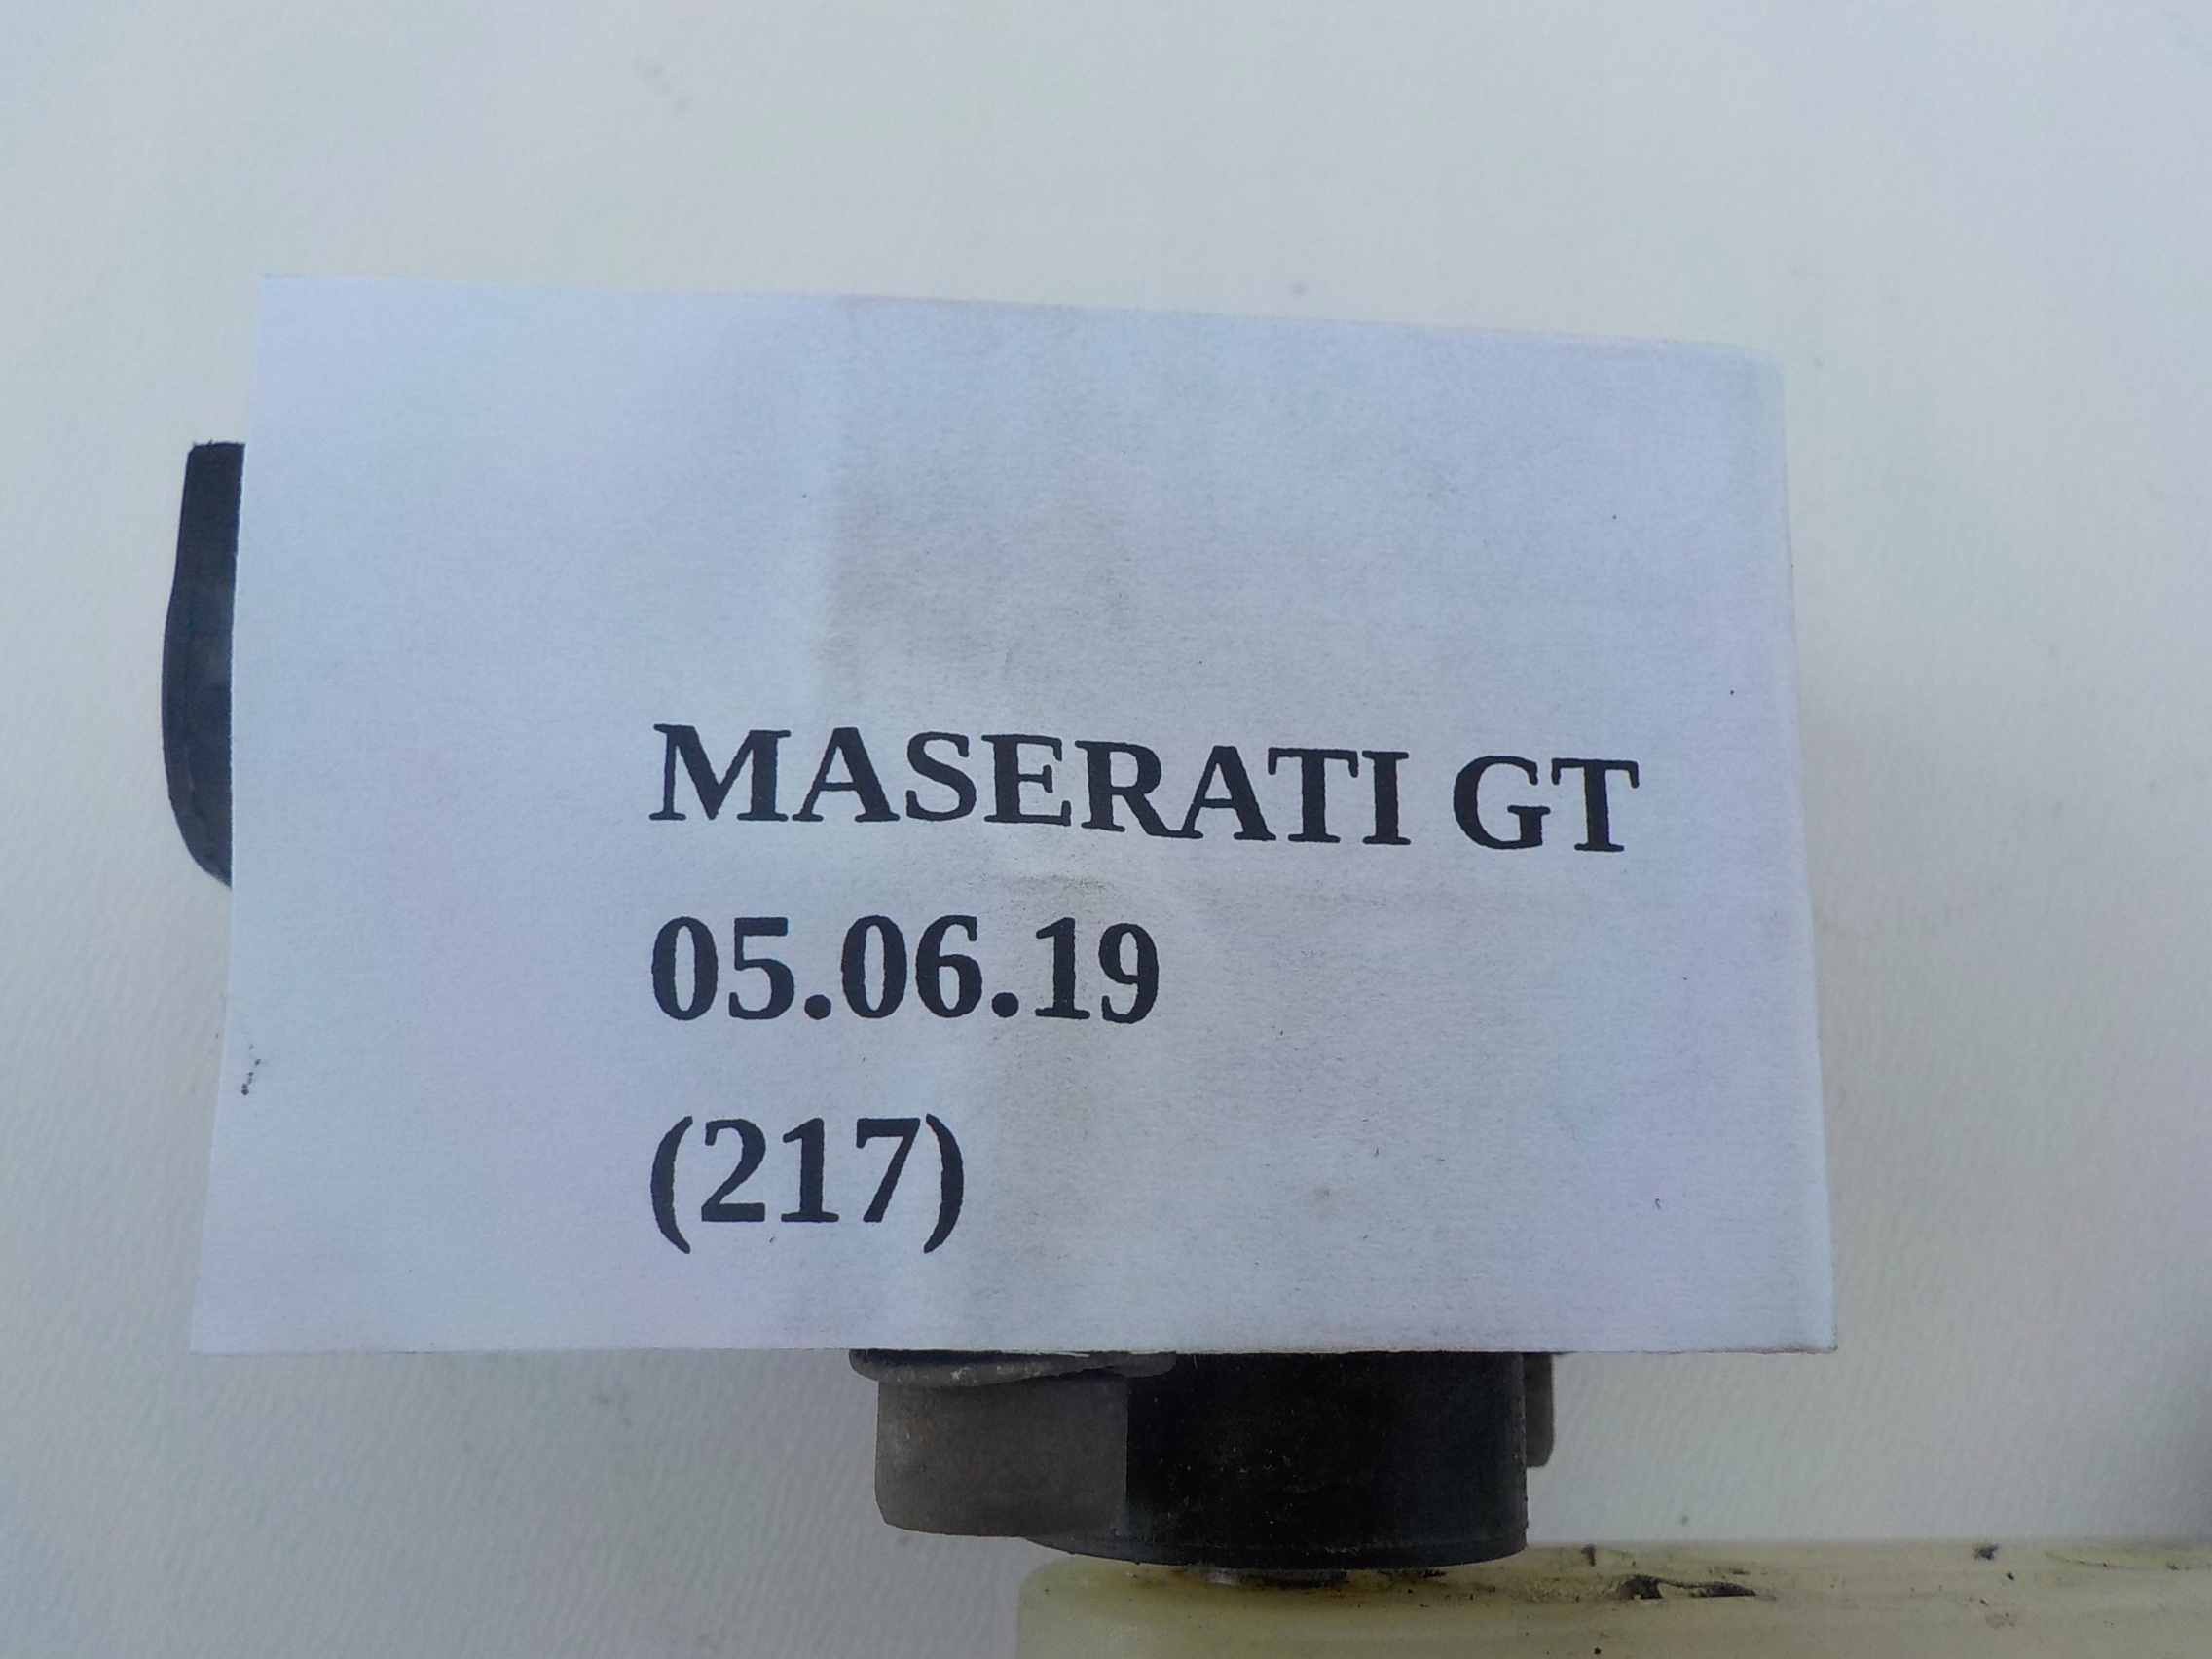 MASERATI GT
05.06.19
(217)